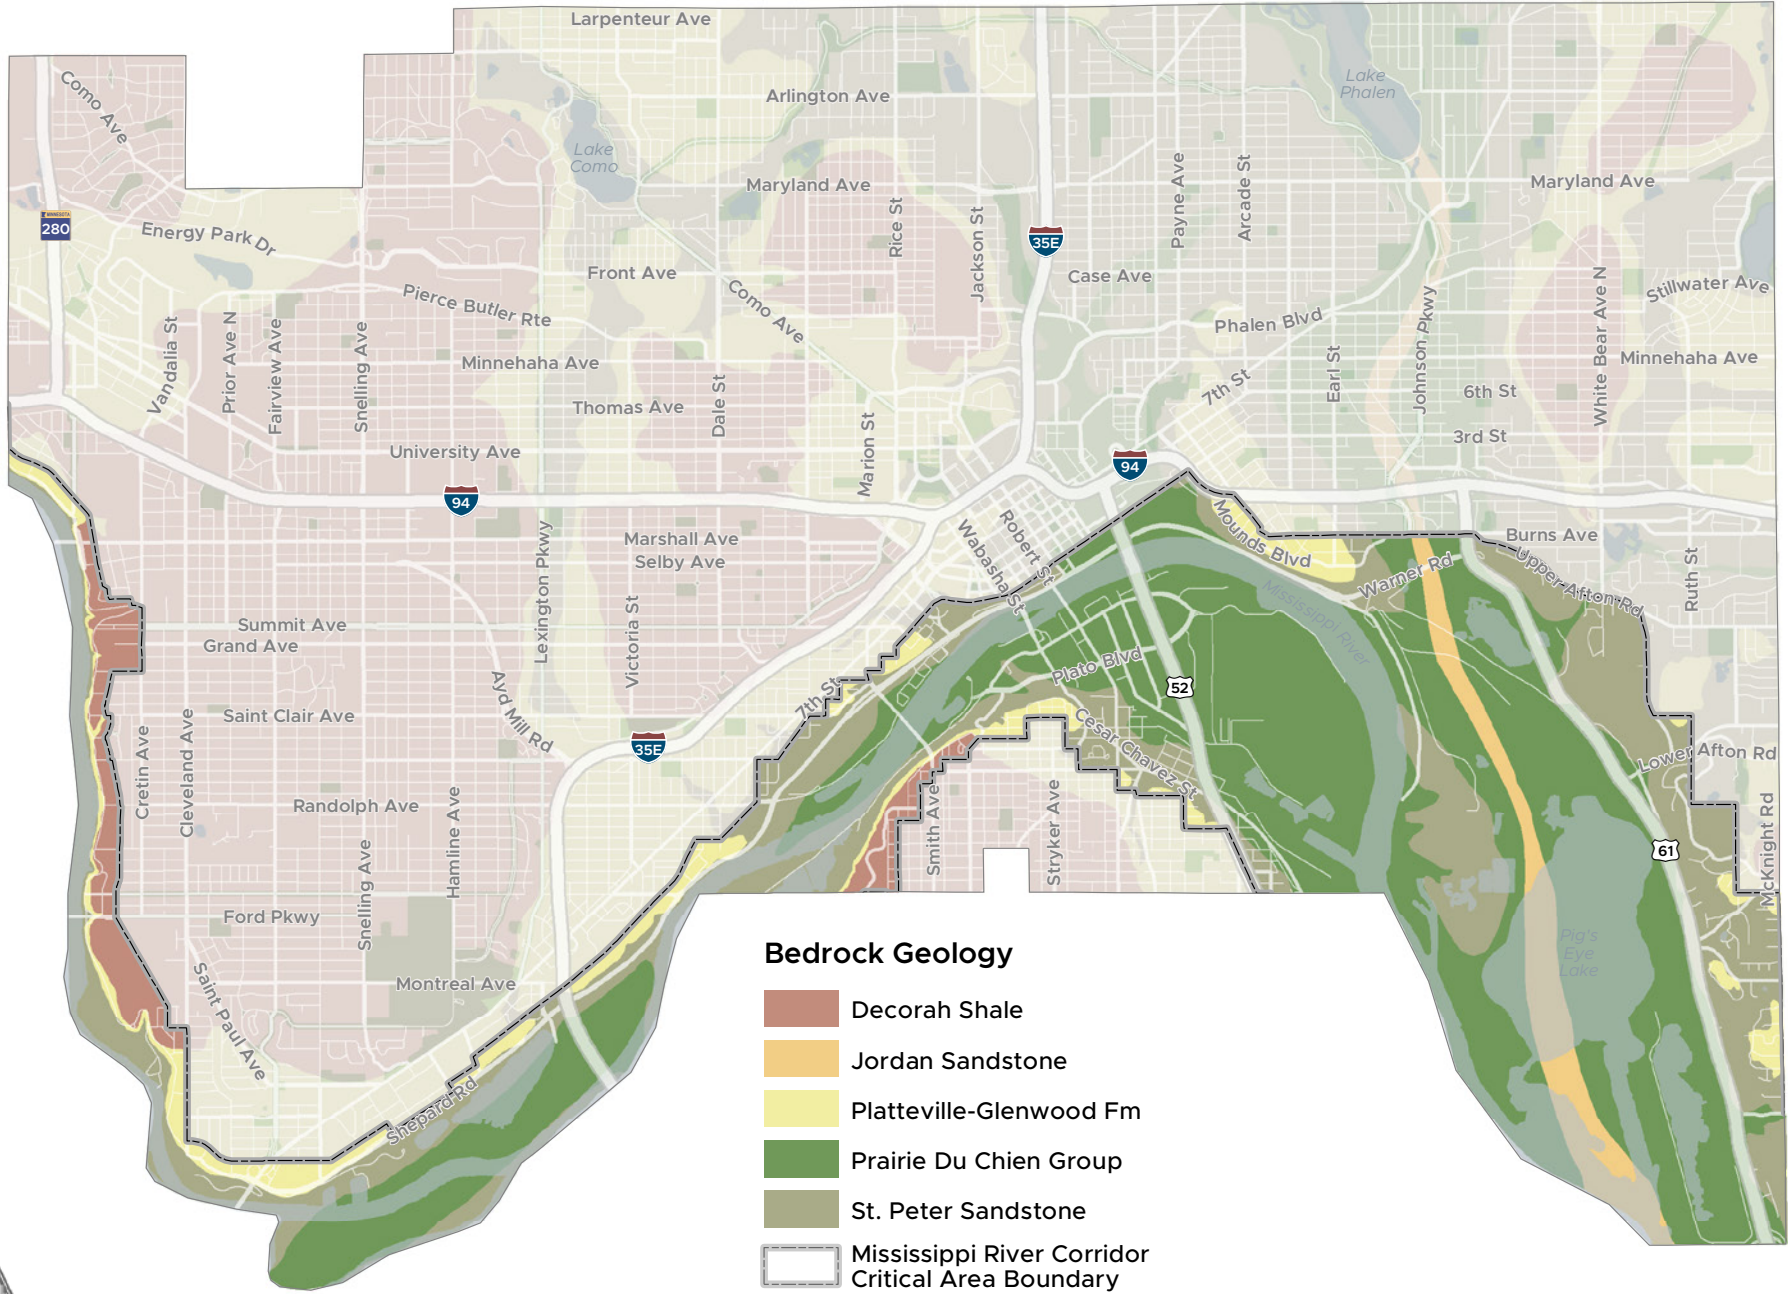 Larpenteur Ave
Como Ave
Arlington Ave
Lake
Phalen
Lake
Como
Maryland Ave
Maryland Ave
Payne Ave
Arcade St
Rice St
Jackson St
MINNESOTA
280
Energy Park Dr
35E
Front Ave
Case Ave
Stillwater Ave
Pierce Butler Rte
Como Ave
Phalen Blvd
Johnson Pkwy
White Bear Ave N
Vandalia St
Prior Ave N
Fairview Ave
Snelling Ave
Minnehaha Ave
Minnehaha Ave
Earl St
7th St
6th St
Thomas Ave
Dale St
Marion St
3rd St
University Ave
94
94
Lexington Pkwy
Marshall Ave
Selby Ave
Wabasha St
Robert St
Mounds Blvd
Burns Ave
Upper Afton Rd
Ruth St
Warner Rd
Mississippi River
Summit Ave
Grand Ave
Victoria St
Plato Blvd
52
Ayd Mill Rd
7th St
Saint Clair Ave
Cretin Ave
Cleveland Ave
35E
Cesar Chavez St
Lower Afton Rd
Randolph Ave
Hamline Ave
Smith Ave
Stryker Ave
McKnight Rd
61
Snelling Ave
Ford Pkwy
Pig's
Eye
Lake
Montreal Ave
Saint Paul Ave
Shepard Rd
Bedrock Geology
Decorah Shale
Jordan Sandstone
Platteville-Glenwood Fm
Prairie Du Chien Group
St. Peter Sandstone
Mississippi River Corridor
Critical Area Boundary